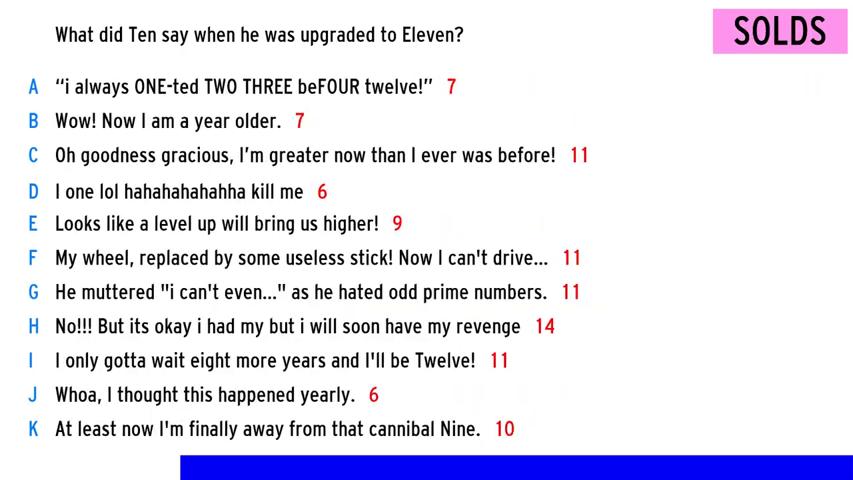 What did Ten say when he was upgraded to Eleven?
SOLDS
A “i always ONE-ted TWO THREE beFOUR twelve!” 7
B Wow! Now I am a year older. 7
C Oh goodness gracious, I'm greater now than I ever was before! 11
D I one lol hahahahahahha kill me 6
E Looks like a level up will bring us higher! 9
F My wheel, replaced by some useless stick! Now I can't drive... 11
G He muttered "i can't even..." as he hated odd prime numbers. 11
H No!!! But its okay i had my but i will soon have my revenge 14
I I only gotta wait eight more years and I'll be Twelve! 11
J Whoa, I thought this happened yearly. 6
K At least now I'm finally away from that cannibal Nine. 10